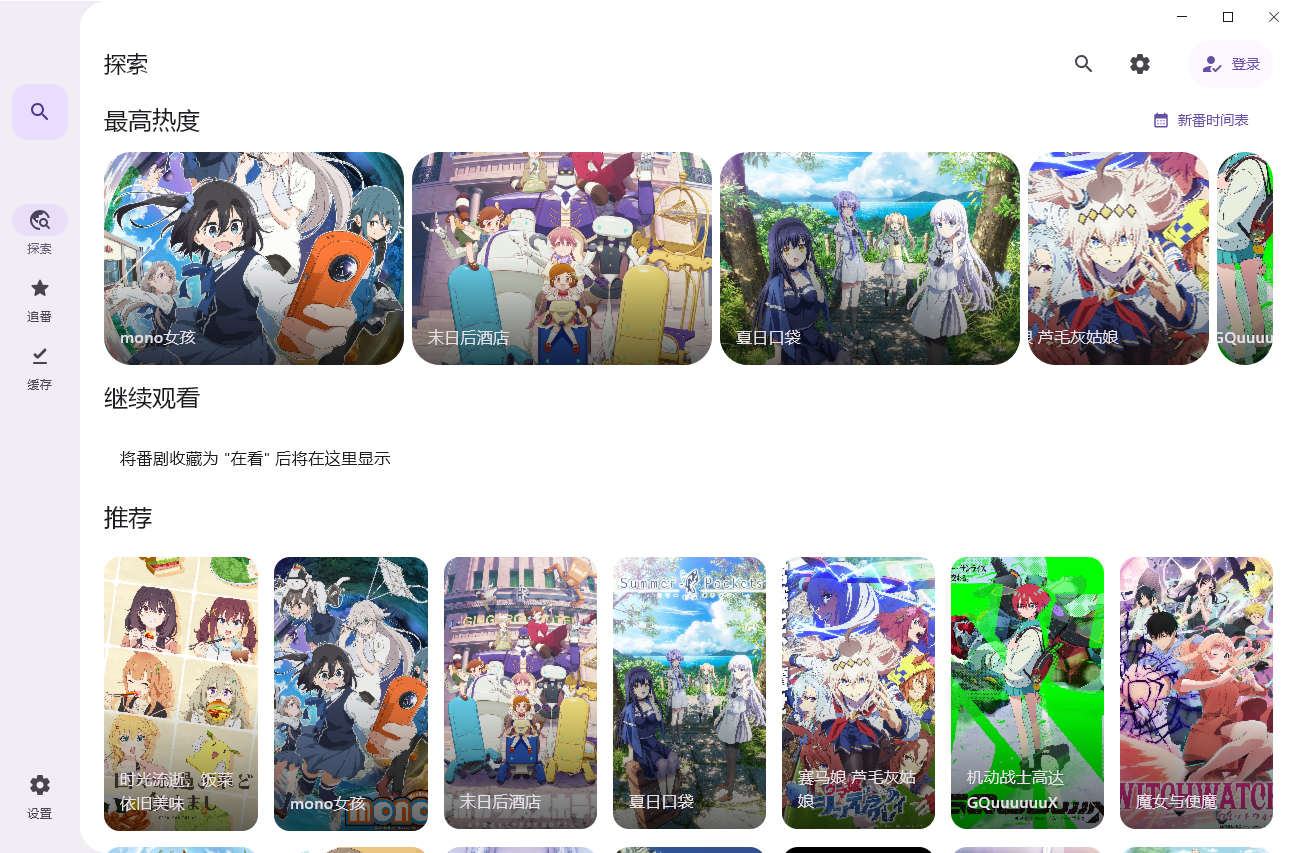 探索
登录
最高热度
新番时间表
探索
追番
缓存
设置
mono女孩
末日后酒店
夏日口袋
芦毛灰姑娘
GQuuuu
继续观看
将番剧收藏为 "在看" 后将在这里显示
推荐
时光流逝、饭菜
依旧美味
mono女孩
mono
末日后酒店
Summer Pockets
夏日口袋
赛马娘 芦毛灰姑
娘
机动战士高达
GQuuuuuuX
WITCHWATCH
魔女与使魔